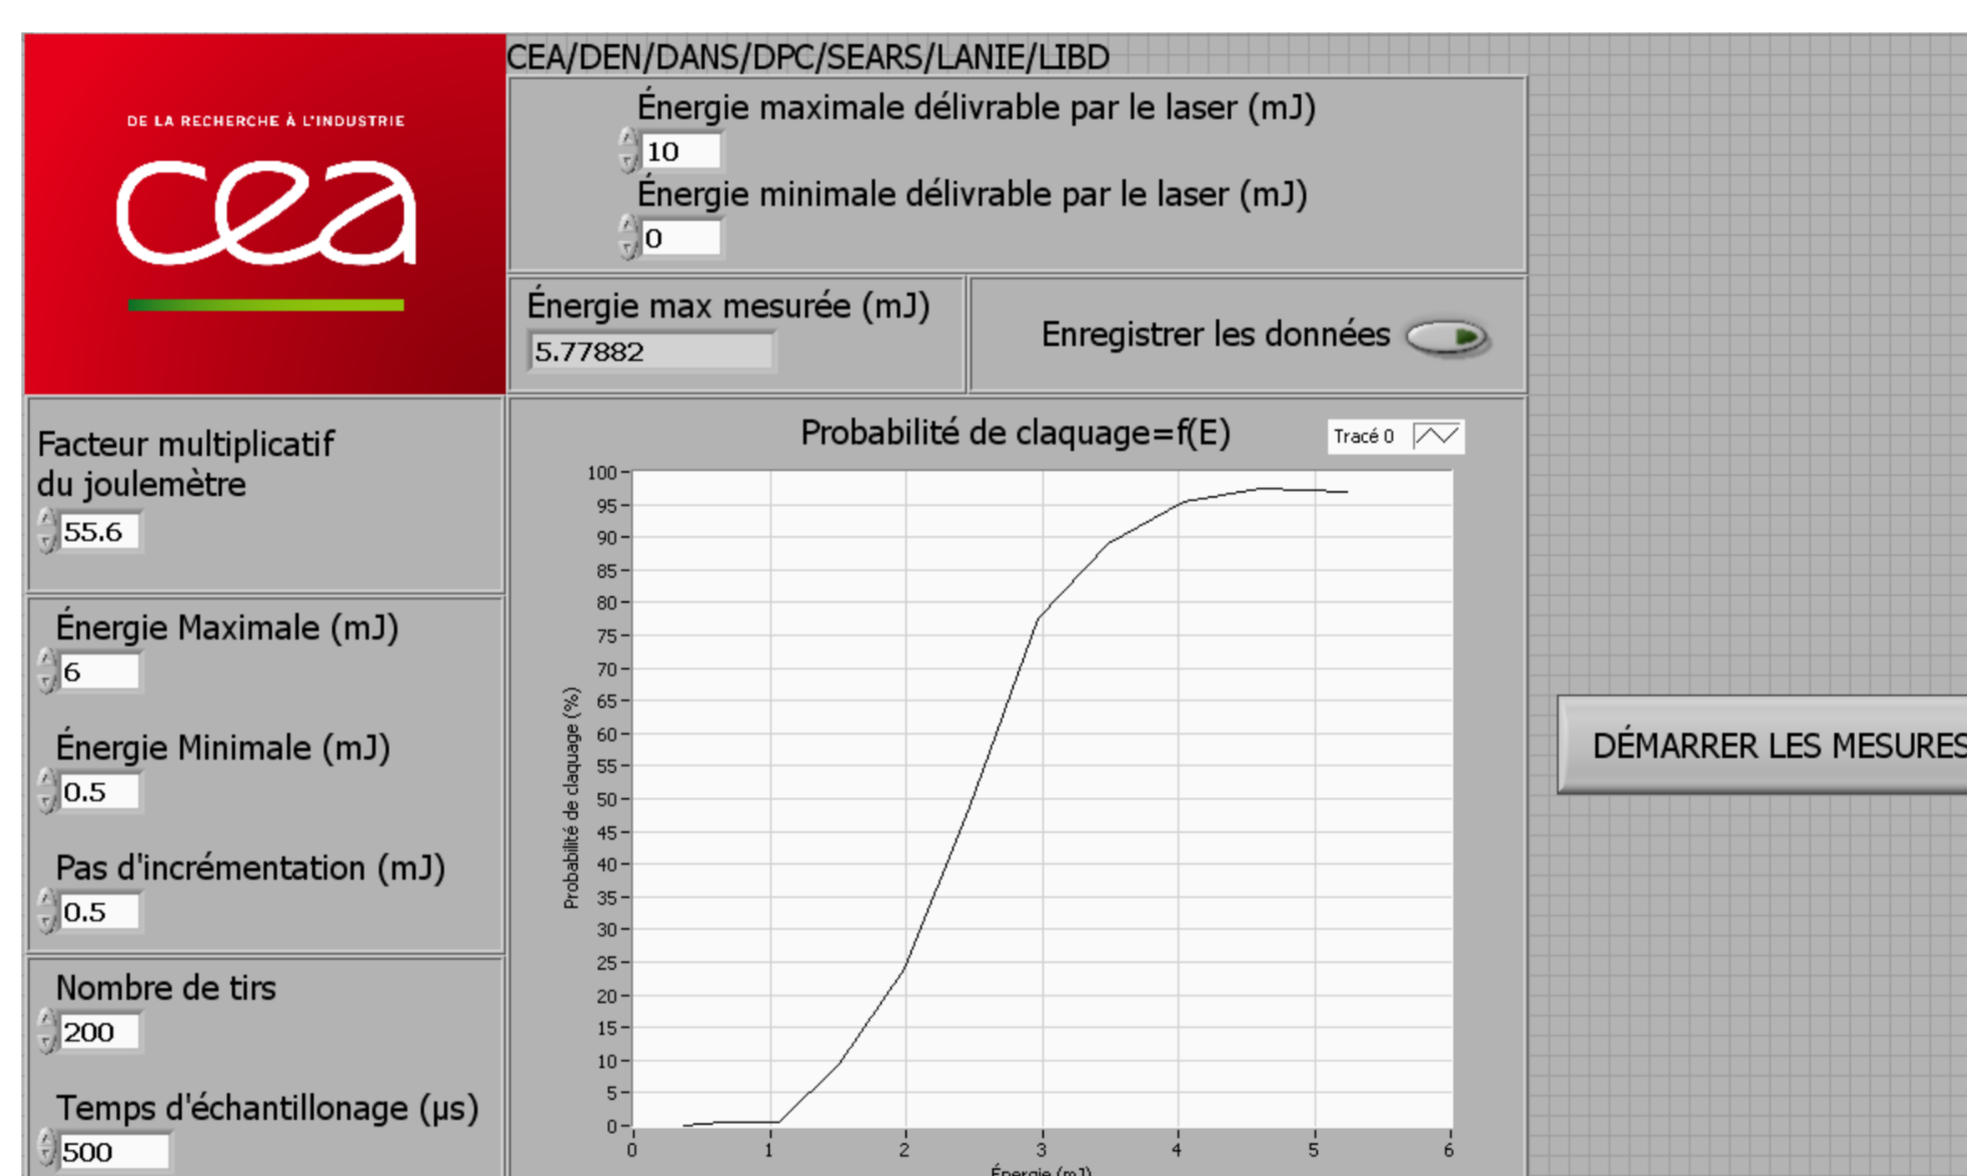 CEA/DEN/DANS/DPC/SEARS/LANIE/LIBD
DE LA RECHERCHE À L'INDUSTRIE
cea
Énergie maximale délivrable par le laser (mJ)
10
Énergie minimale délivrable par le laser (mJ)
0
Énergie max mesurée (mJ)
5.77882
Enregistrer les données
Facteur multiplicatif
du joulemètre
55.6
Énergie Maximale (mJ)
6
Énergie Minimale (mJ)
0.5
Pas d'incrémentation (mJ)
0.5
Nombre de tirs
200
Temps d'échantillonage (µs)
500
Probabilité de claquage=f(E)
Tracé 0
Probabilité de claquage (%)
100
95
90
85
80
75
70
65
60
55
50
45
40
35
30
25
20
15
10
5
0
0 1 2 3 4 5 6
Énergie (mJ)
DÉMARRER LES MESURES